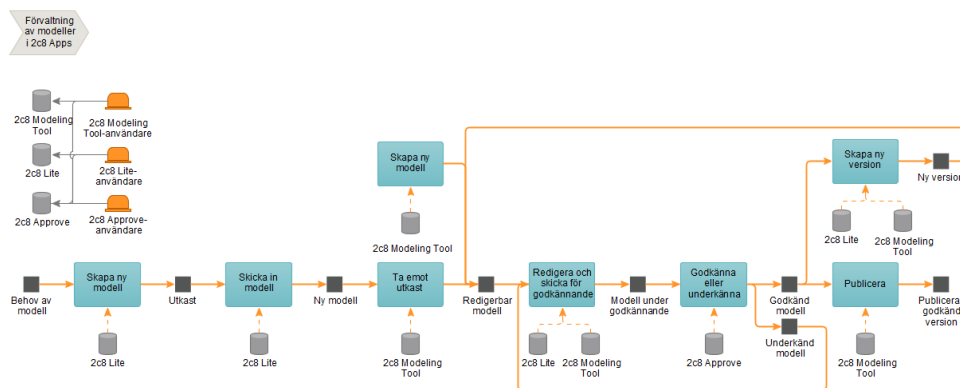 Förvaltning
av modeller
i 2c8 Apps
2c8 Modeling
Tool
2c8 Modeling
Tool-användare
2c8 Lite
2c8 Lite-
användare
2c8 Approve
2c8 Approve-
användare
Skapa ny
modell
2c8 Modeling Tool
Skapa ny
version
Ny version
2c8 Lite
2c8 Modeling
Tool
Behov av
modell
Skapa ny
modell
Utkast
Skicka in
modell
Ny modell
Ta emot
utkast
Redigerbar
modell
Redigera och
skicka för
godkännande
Modell under
godkännande
Godkänna
eller
underkänna
Godkänd
modell
Publicera
Publicera
godkänd
version
Underkänd
modell
2c8 Lite
2c8 Lite
2c8 Modeling
Tool
2c8 Lite
2c8 Modeling
Tool
2c8 Approve
2c8 Modeling
Tool